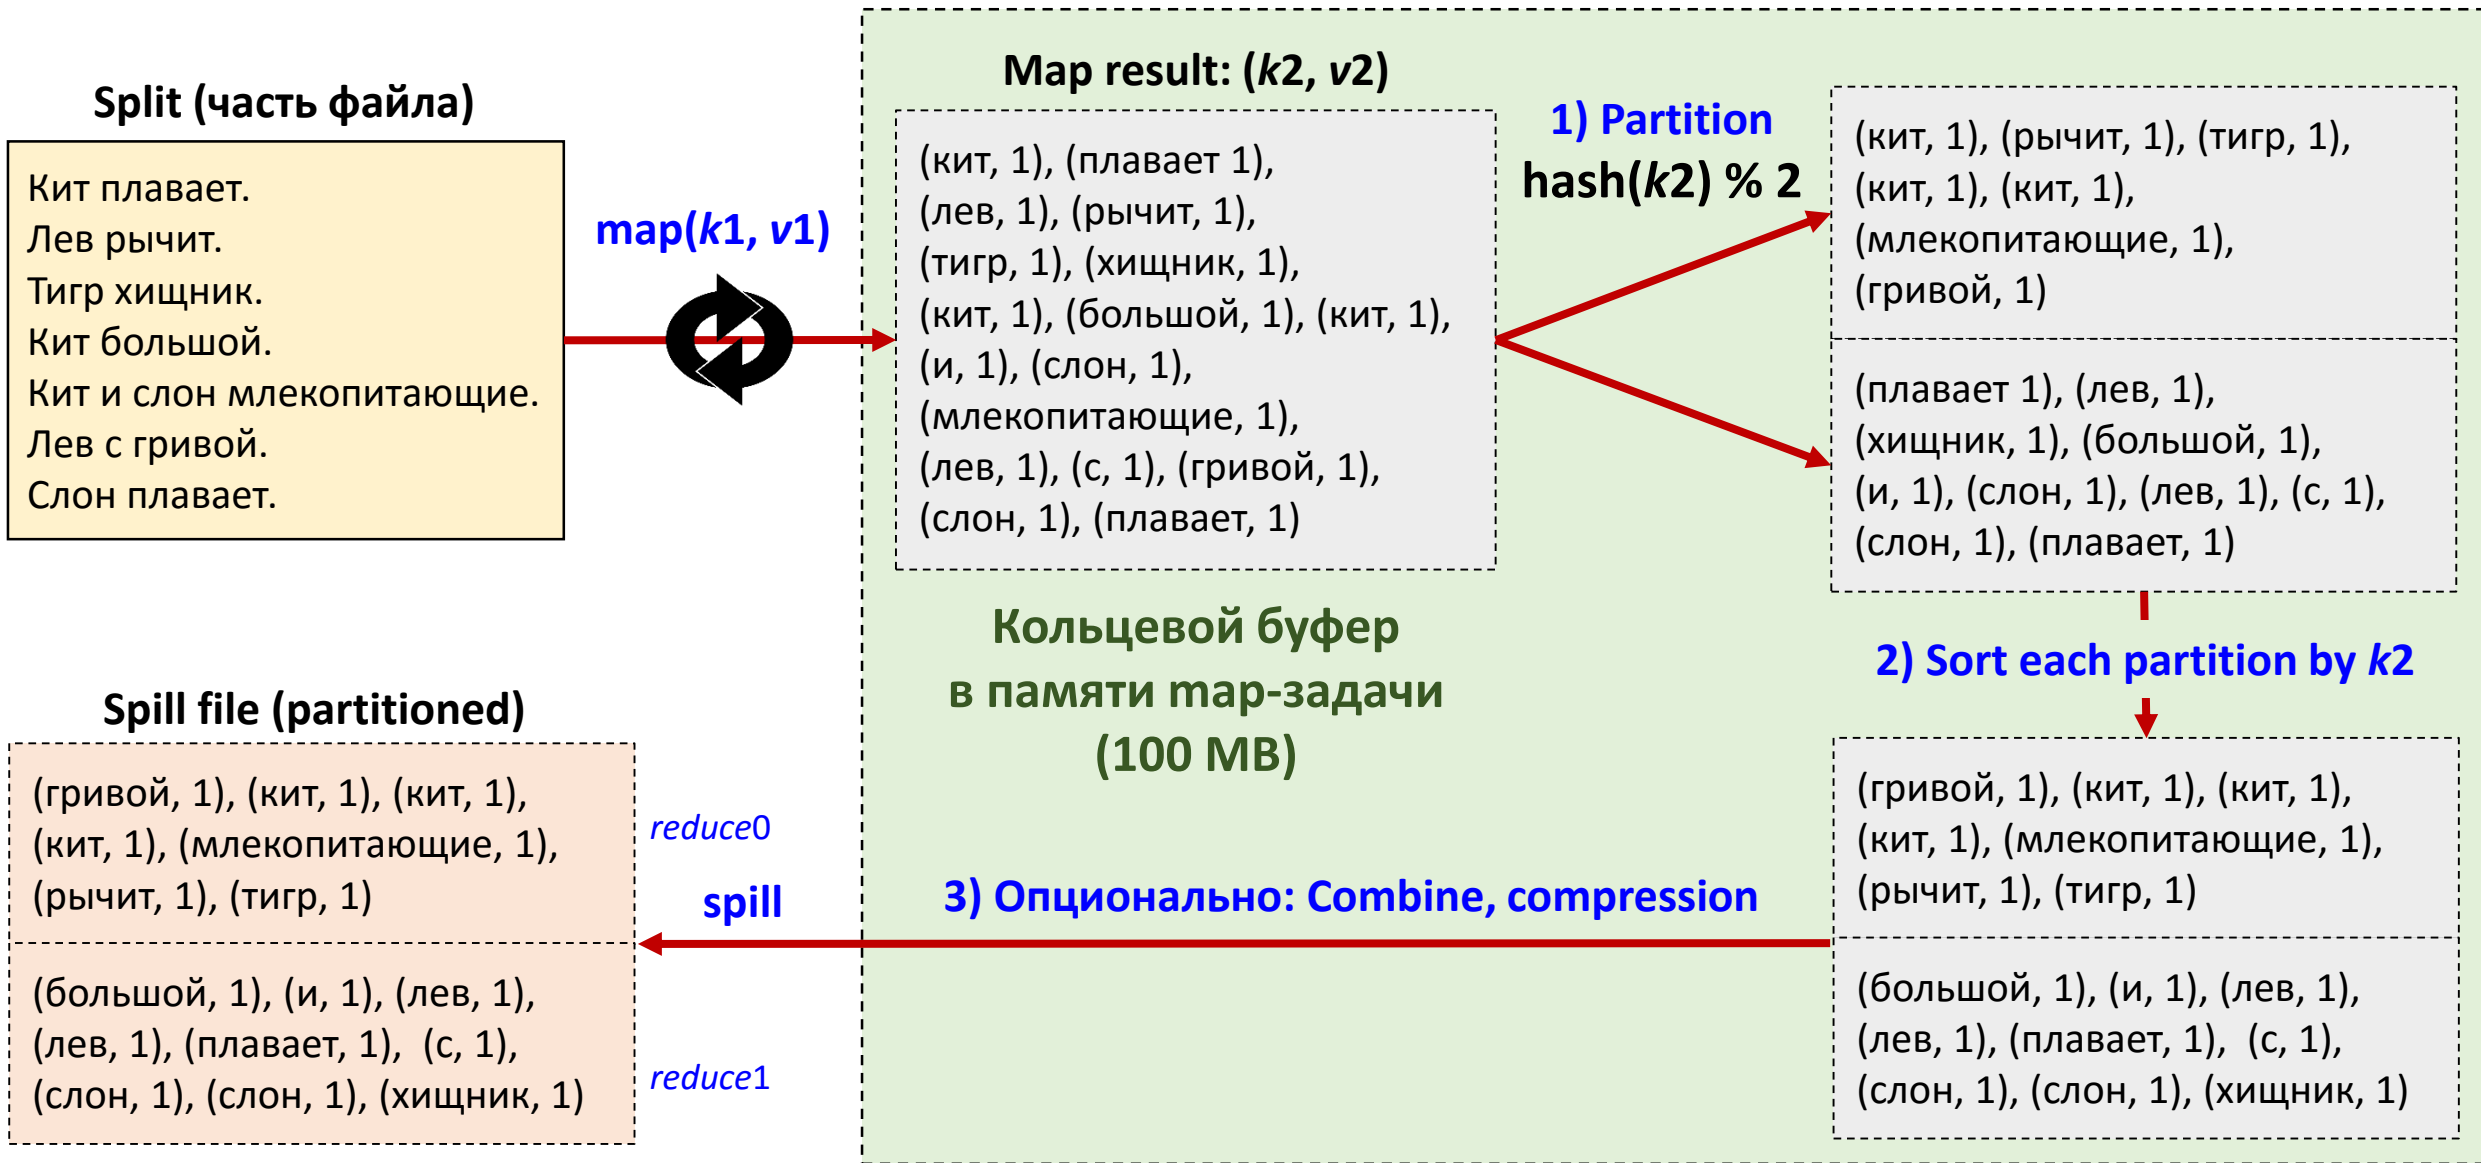 Split (часть файла)
Кит плавает.
Лев рычит.
Тигр хищник.
Кит большой.
Кит и слон млекопитающие.
Лев с гривой.
Слон плавает.
map(k1, v1)
Map result: (k2, v2)
(кит, 1), (плавает 1),
(лев, 1), (рычит, 1),
(тигр, 1), (хищник, 1),
(кит, 1), (большой, 1), (кит, 1),
(и, 1), (слон, 1),
(млекопитающие, 1),
(лев, 1), (с, 1), (гривой, 1),
(слон, 1), (плавает, 1)
1) Partition
hash(k2) % 2
(кит, 1), (рычит, 1), (тигр, 1),
(кит, 1), (кит, 1),
(млекопитающие, 1),
(гривой, 1)
(плавает 1), (лев, 1),
(хищник, 1), (большой, 1),
(и, 1), (слон, 1), (лев, 1), (с, 1),
(слон, 1), (плавает, 1)
Кольцевой буфер
в памяти map-задачи
(100 MB)
2) Sort each partition by k2
(гривой, 1), (кит, 1), (кит, 1),
(кит, 1), (млекопитающие, 1),
(рычит, 1), (тигр, 1)
(большой, 1), (и, 1), (лев, 1),
(лев, 1), (плавает, 1), (с, 1),
(слон, 1), (слон, 1), (хищник, 1)
3) Опционально: Combine, compression
spill
Spill file (partitioned)
(гривой, 1), (кит, 1), (кит, 1),
(кит, 1), (млекопитающие, 1),
(рычит, 1), (тигр, 1)
reduce0
(большой, 1), (и, 1), (лев, 1),
(лев, 1), (плавает, 1), (с, 1),
(слон, 1), (слон, 1), (хищник, 1)
reduce1